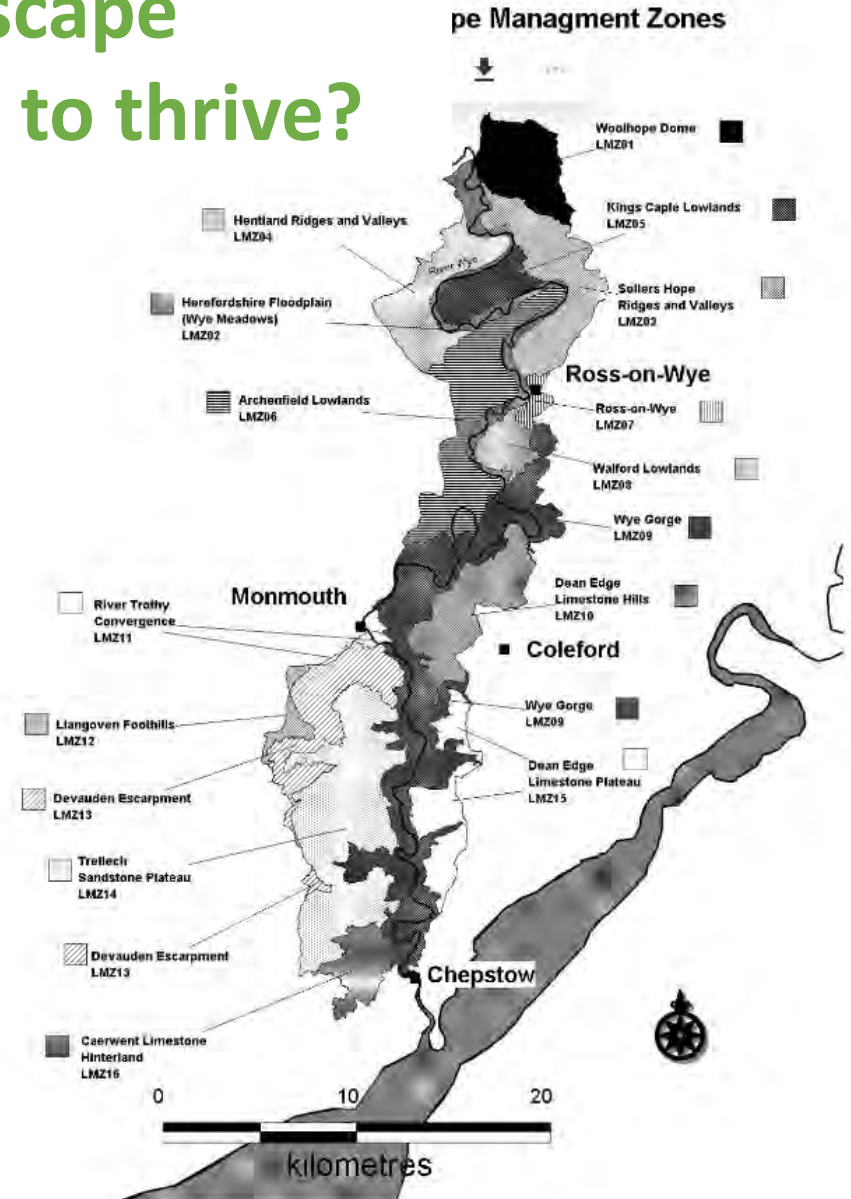 scape
to thrive?
pe Managment Zones
Woolhope Dome
LMZ01
Kings Caple Lowlands
LMZ05
Hentland Ridges and Valleys
LMZ04
River Wye
Sollers Hope
Ridges and Valleys
LMZ03
Herefordshire Floodplain
(Wye Meadows)
LMZ02
Ross-on-Wye
Archenfield Lowlands
LMZ06
Ross-on-Wye
LMZ07
Walford Lowlands
LMZ08
Wye Gorge
LMZ09
Dean Edge
Limestone Hills
LMZ10
Monmouth
River Trothy
Convergence
LMZ11
Coleford
Wye Gorge
LMZ09
Llangoven Foothills
LMZ12
Dean Edge
Limestone Plateau
LMZ15
Devauden Escarpment
LMZ13
Trellech
Sandstone Plateau
LMZ14
Devauden Escarpment
LMZ13
Chepstow
Caerwent Limestone
Hinterland
LMZ16
0 10 20
kilometres